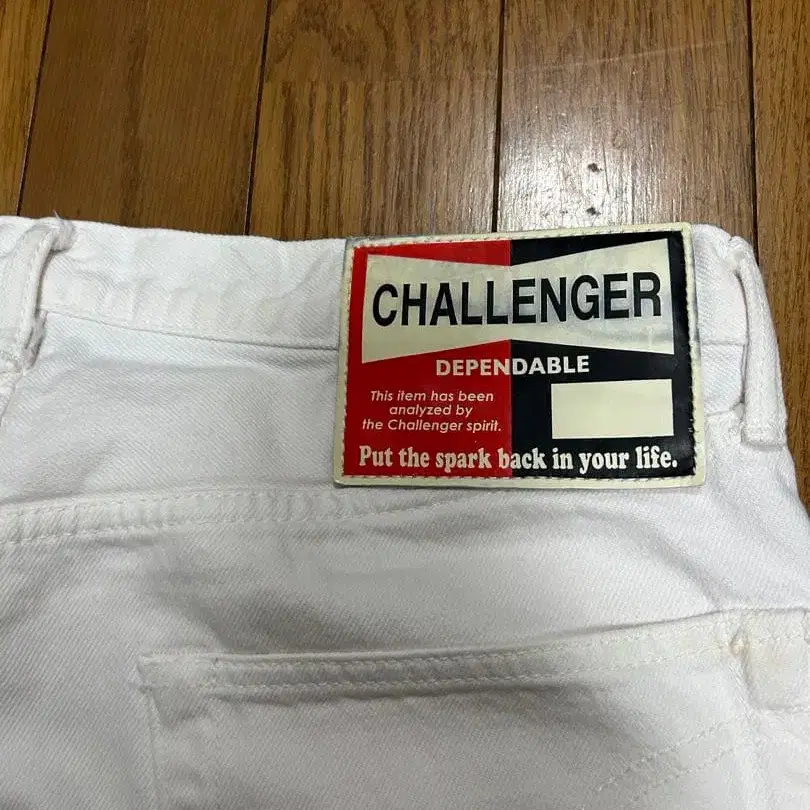 CHALLENGER
DEPENDABLE
This item has been
analyzed by
the Challenger spirit.
Put the spark back in your life.